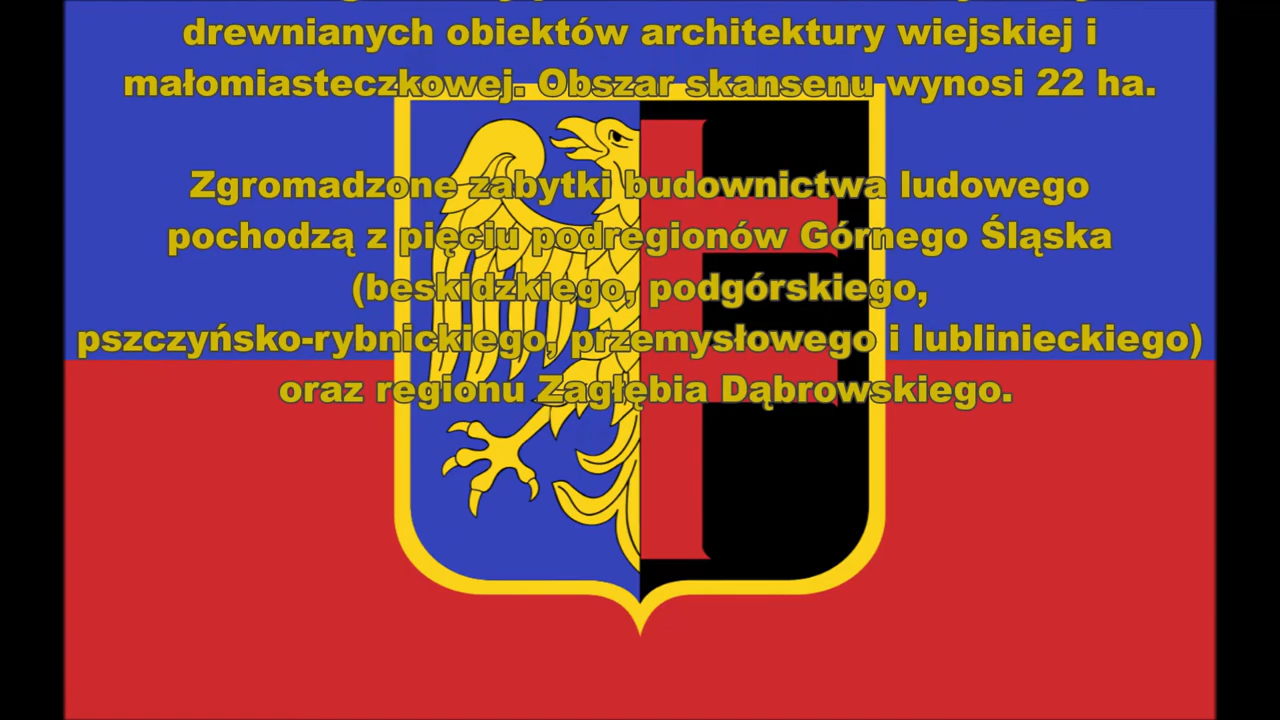 drewnianych obiektów architektury wiejskiej i
małomiasteczkowej. Obszar skansenu wynosi 22 ha.
Zgromadzone zabytki budownictwa ludowego
pochodzą z pięciu podregionów Górnego Śląska
(beskidzkiego, podgórskiego,
pszczyńsko-rybnickiego, przemysłowego i lublinieckiego)
oraz regionu Zagłębia Dąbrowskiego.